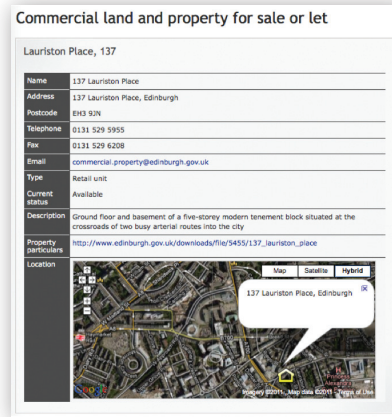 Commercial land and property for sale or let
Lauriston Place, 137
Name 137 Lauriston Place
Address 137 Lauriston Place, Edinburgh
Postcode EH3 9JN
Telephone 0131 529 5955
Fax 0131 529 6208
Email commercial.property@edinburgh.gov.uk
Type Retail unit
Current status Available
Description Ground floor and basement of a five-storey modern tenement block situated at the
crossroads of two busy arterial routes into the city
Property particulars http://www.edinburgh.gov.uk/downloads/file/5455/137_lauriston_place
Location
Map Satellite Hybrid
137 Lauriston Place, Edinburgh
Princess
Alexandra
Imagery ©2011 , Map data ©2011 - Terms of Use